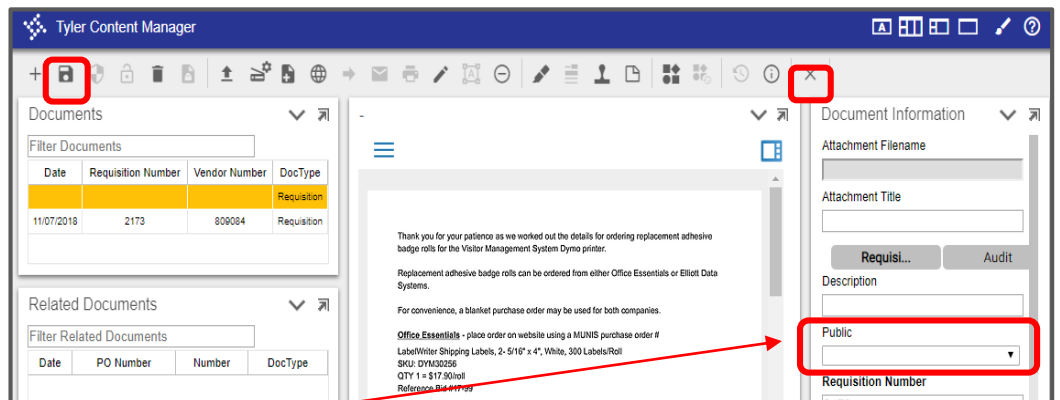 Tyler Content Manager
A
Documents
Filter Documents
Date Requisition Number Vendor Number DocType
Requisition
11/07/2018 2173 809084 Requisition
Related Documents
Filter Related Documents
Date PO Number Number DocType
-
Thank you for your patience as we worked out the details for ordering replacement adhesive
badge rolls for the Visitor Management System Dymo printer.
Replacement adhesive badge rolls can be ordered from either Office Essentials or Elliott Data
Systems.
For convenience, a blanket purchase order may be used for both companies.
Office Essentials - place order on website using a MUNIS purchase order #
LabelWriter Shipping Labels, 2- 5/16" x 4", White, 300 Labels/Roll
SKU: DYM30256
QTY 1 = $17.90/roll
Reference Bid #17-99
Document Information
Attachment Filename
Attachment Title
Requisi... Audit
Description
Public
Requisition Number